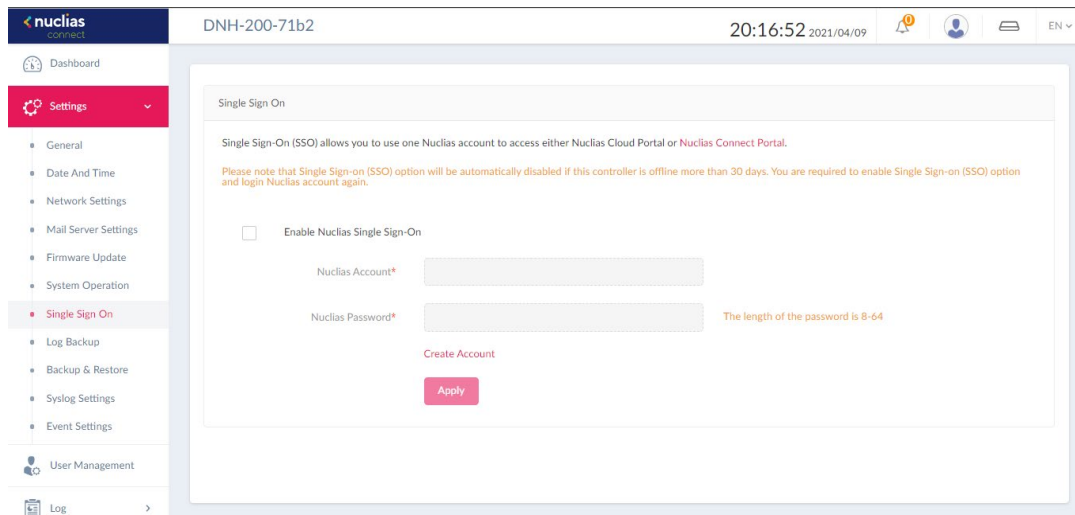 nuclias
connect
DNH-200-71b2
20:16:52 2021/04/09
0
EN
Dashboard
Settings
General
Date And Time
Network Settings
Mail Server Settings
Firmware Update
System Operation
Single Sign On
Log Backup
Backup & Restore
Syslog Settings
Event Settings
User Management
Log
Single Sign On
Single Sign-On (SSO) allows you to use one Nuclias account to access either Nuclias Cloud Portal or Nuclias Connect Portal.
Please note that Single Sign-on (SSO) option will be automatically disabled if this controller is offline more than 30 days. You are required to enable Single Sign-on (SSO) option
and login Nuclias account again.
Enable Nuclias Single Sign-On
Nuclias Account*
Nuclias Password*
The length of the password is 8-64
Create Account
Apply